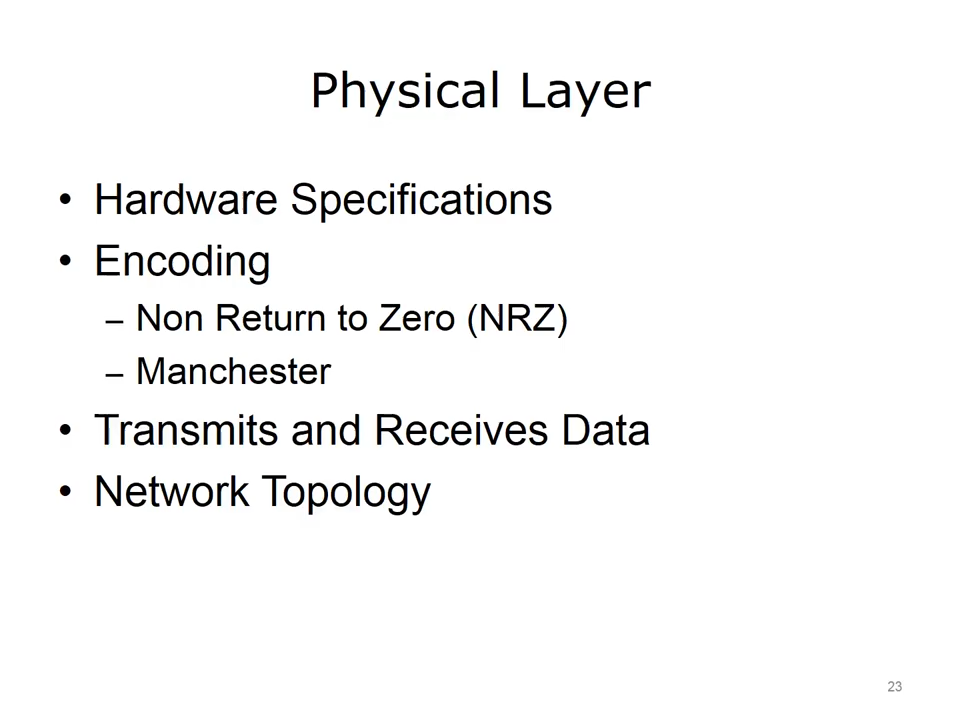 Physical Layer
• Hardware Specifications
• Encoding
– Non Return to Zero (NRZ)
– Manchester
• Transmits and Receives Data
• Network Topology
23